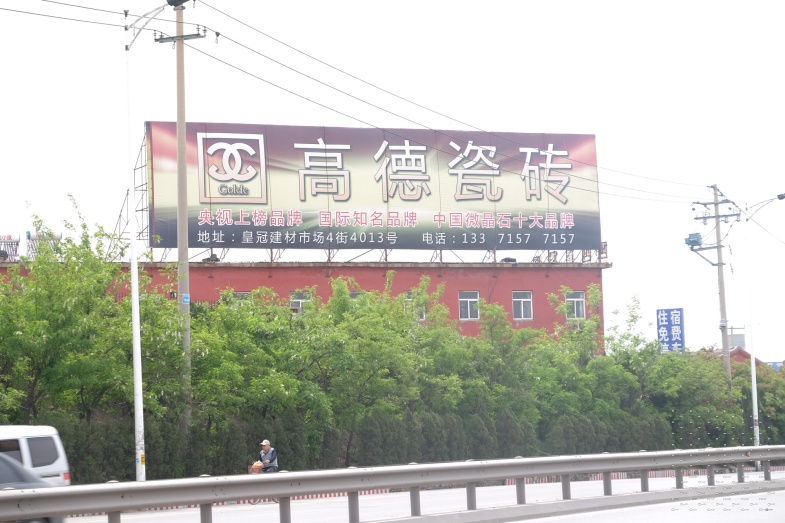 Golde
高德瓷砖
央视上榜品牌 国际知名品牌 中国微晶石十大品牌
地址：皇冠建材市场4街4013号 电话：133 7157 7157
住宿
免费